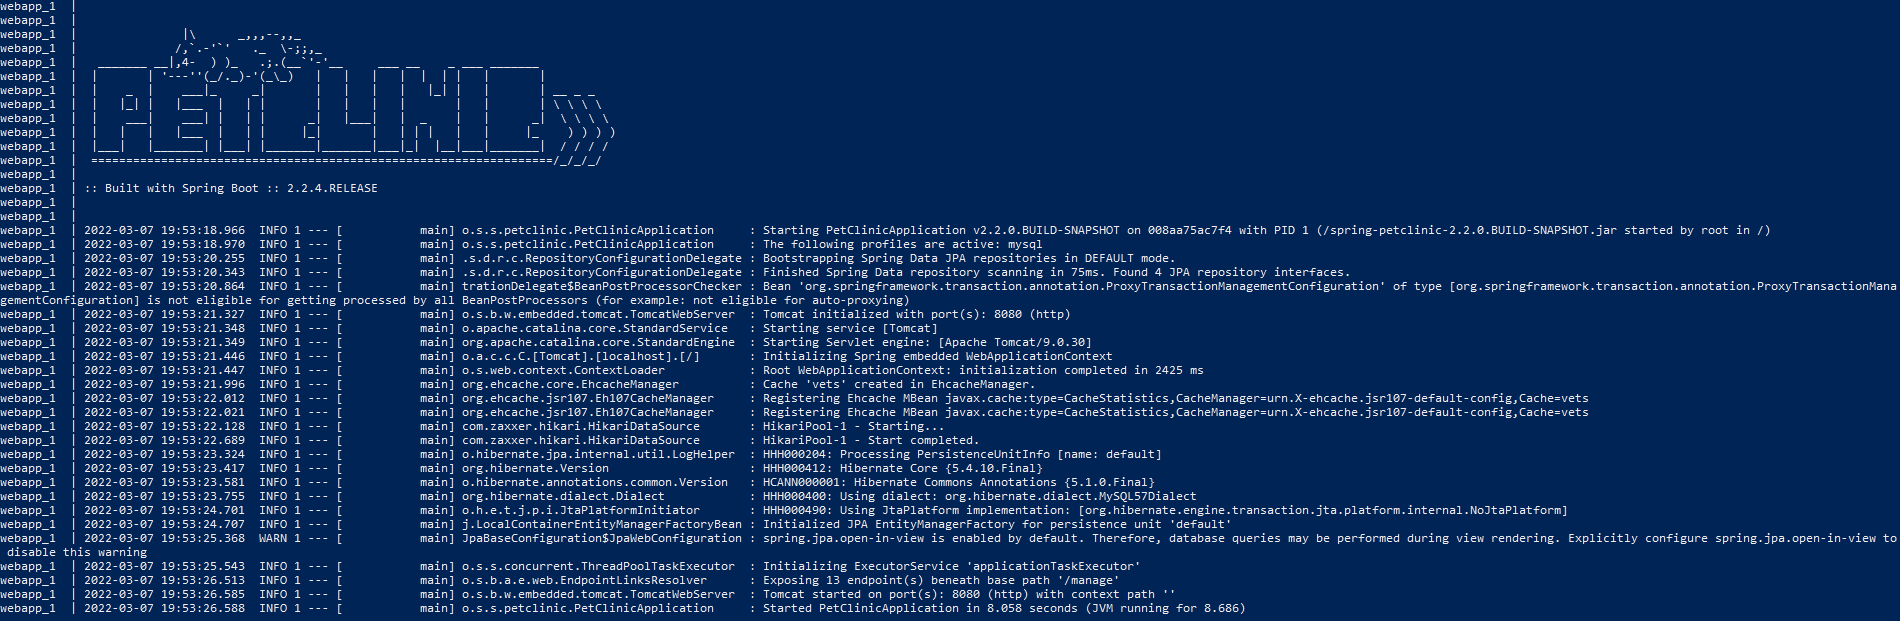 webapp_1  |
webapp_1  |
webapp_1  |               |\      _,,,--,,_
webapp_1  |              /,`.-'`'   ._  \-;;,_
webapp_1  |   _______ __|,4-  ) )_   .;.(__`'-'__     ___ __    _ ___ _______
webapp_1  |  |       | '---''(_/._)-'(_\_)   |   |   |   |  |  | |   |       |
webapp_1  |  |    _  |    ___|_     _|       |   |   |   |   |_| |   |       | __ _ _
webapp_1  |  |   |_| |   |___  |   | |       |   |   |   |       |   |       | \ \ \ \
webapp_1  |  |    ___|    ___| |   | |      _|   |___|   |  _    |   |      _|  \ \ \ \
webapp_1  |  |   |   |   |___  |   | |     |_|       |   | | |   |   |     |_    ) ) ) )
webapp_1  |  |___|   |_______| |___| |_______|_______|___|_|  |__|___|_______|  / / / /
webapp_1  |  ==================================================================/_/_/_/
webapp_1  |
webapp_1  | :: Built with Spring Boot :: 2.2.4.RELEASE
webapp_1  |
webapp_1  |
webapp_1  | 2022-03-07 19:53:18.966  INFO 1 --- [           main] o.s.s.petclinic.PetClinicApplication     : Starting PetClinicApplication v2.2.0.BUILD-SNAPSHOT on 008aa75ac7f4 with PID 1 (/spring-petclinic-2.2.0.BUILD-SNAPSHOT.jar started by root in /)
webapp_1  | 2022-03-07 19:53:18.970  INFO 1 --- [           main] o.s.s.petclinic.PetClinicApplication     : The following profiles are active: mysql
webapp_1  | 2022-03-07 19:53:20.255  INFO 1 --- [           main] .s.d.r.c.RepositoryConfigurationDelegate : Bootstrapping Spring Data JPA repositories in DEFAULT mode.
webapp_1  | 2022-03-07 19:53:20.343  INFO 1 --- [           main] .s.d.r.c.RepositoryConfigurationDelegate : Finished Spring Data repository scanning in 75ms. Found 4 JPA repository interfaces.
webapp_1  | 2022-03-07 19:53:20.864  INFO 1 --- [           main] trationDelegate$BeanPostProcessorChecker : Bean 'org.springframework.transaction.annotation.ProxyTransactionManagementConfiguration' of type [org.springframework.transaction.annotation.ProxyTransactionMana
gementConfiguration] is not eligible for getting processed by all BeanPostProcessors (for example: not eligible for auto-proxying)
webapp_1  | 2022-03-07 19:53:21.327  INFO 1 --- [           main] o.s.b.w.embedded.tomcat.TomcatWebServer  : Tomcat initialized with port(s): 8080 (http)
webapp_1  | 2022-03-07 19:53:21.348  INFO 1 --- [           main] o.apache.catalina.core.StandardService   : Starting service [Tomcat]
webapp_1  | 2022-03-07 19:53:21.349  INFO 1 --- [           main] org.apache.catalina.core.StandardEngine  : Starting Servlet engine: [Apache Tomcat/9.0.30]
webapp_1  | 2022-03-07 19:53:21.446  INFO 1 --- [           main] o.a.c.c.C.[Tomcat].[localhost].[/]       : Initializing Spring embedded WebApplicationContext
webapp_1  | 2022-03-07 19:53:21.447  INFO 1 --- [           main] o.s.web.context.ContextLoader            : Root WebApplicationContext: initialization completed in 2425 ms
webapp_1  | 2022-03-07 19:53:21.996  INFO 1 --- [           main] org.ehcache.core.EhcacheManager          : Cache 'vets' created in EhcacheManager.
webapp_1  | 2022-03-07 19:53:22.012  INFO 1 --- [           main] org.ehcache.jsr107.Eh107CacheManager     : Registering Ehcache MBean javax.cache:type=CacheStatistics,CacheManager=urn.X-ehcache.jsr107-default-config,Cache=vets
webapp_1  | 2022-03-07 19:53:22.021  INFO 1 --- [           main] org.ehcache.jsr107.Eh107CacheManager     : Registering Ehcache MBean javax.cache:type=CacheStatistics,CacheManager=urn.X-ehcache.jsr107-default-config,Cache=vets
webapp_1  | 2022-03-07 19:53:22.128  INFO 1 --- [           main] com.zaxxer.hikari.HikariDataSource       : HikariPool-1 - Starting...
webapp_1  | 2022-03-07 19:53:22.689  INFO 1 --- [           main] com.zaxxer.hikari.HikariDataSource       : HikariPool-1 - Start completed.
webapp_1  | 2022-03-07 19:53:23.324  INFO 1 --- [           main] o.hibernate.jpa.internal.util.LogHelper  : HHH000204: Processing PersistenceUnitInfo [name: default]
webapp_1  | 2022-03-07 19:53:23.417  INFO 1 --- [           main] org.hibernate.Version                    : HHH000412: Hibernate Core {5.4.10.Final}
webapp_1  | 2022-03-07 19:53:23.581  INFO 1 --- [           main] o.hibernate.annotations.common.Version   : HCANN000001: Hibernate Commons Annotations {5.1.0.Final}
webapp_1  | 2022-03-07 19:53:23.755  INFO 1 --- [           main] org.hibernate.dialect.Dialect            : HHH000400: Using dialect: org.hibernate.dialect.MySQL57Dialect
webapp_1  | 2022-03-07 19:53:24.701  INFO 1 --- [           main] o.h.e.t.j.p.i.JtaPlatformInitiator       : HHH000490: Using JtaPlatform implementation: [org.hibernate.engine.transaction.jta.platform.internal.NoJtaPlatform]
webapp_1  | 2022-03-07 19:53:24.707  INFO 1 --- [           main] j.LocalContainerEntityManagerFactoryBean : Initialized JPA EntityManagerFactory for persistence unit 'default'
webapp_1  | 2022-03-07 19:53:25.368  WARN 1 --- [           main] JpaBaseConfiguration$JpaWebConfiguration : spring.jpa.open-in-view is enabled by default. Therefore, database queries may be performed during view rendering. Explicitly configure spring.jpa.open-in-view to
 disable this warning
webapp_1  | 2022-03-07 19:53:25.543  INFO 1 --- [           main] o.s.s.concurrent.ThreadPoolTaskExecutor  : Initializing ExecutorService 'applicationTaskExecutor'
webapp_1  | 2022-03-07 19:53:26.513  INFO 1 --- [           main] o.s.b.a.e.web.EndpointLinksResolver      : Exposing 13 endpoint(s) beneath base path '/manage'
webapp_1  | 2022-03-07 19:53:26.585  INFO 1 --- [           main] o.s.b.w.embedded.tomcat.TomcatWebServer  : Tomcat started on port(s): 8080 (http) with context path ''
webapp_1  | 2022-03-07 19:53:26.588  INFO 1 --- [           main] o.s.s.petclinic.PetClinicApplication     : Started PetClinicApplication in 8.058 seconds (JVM running for 8.686)